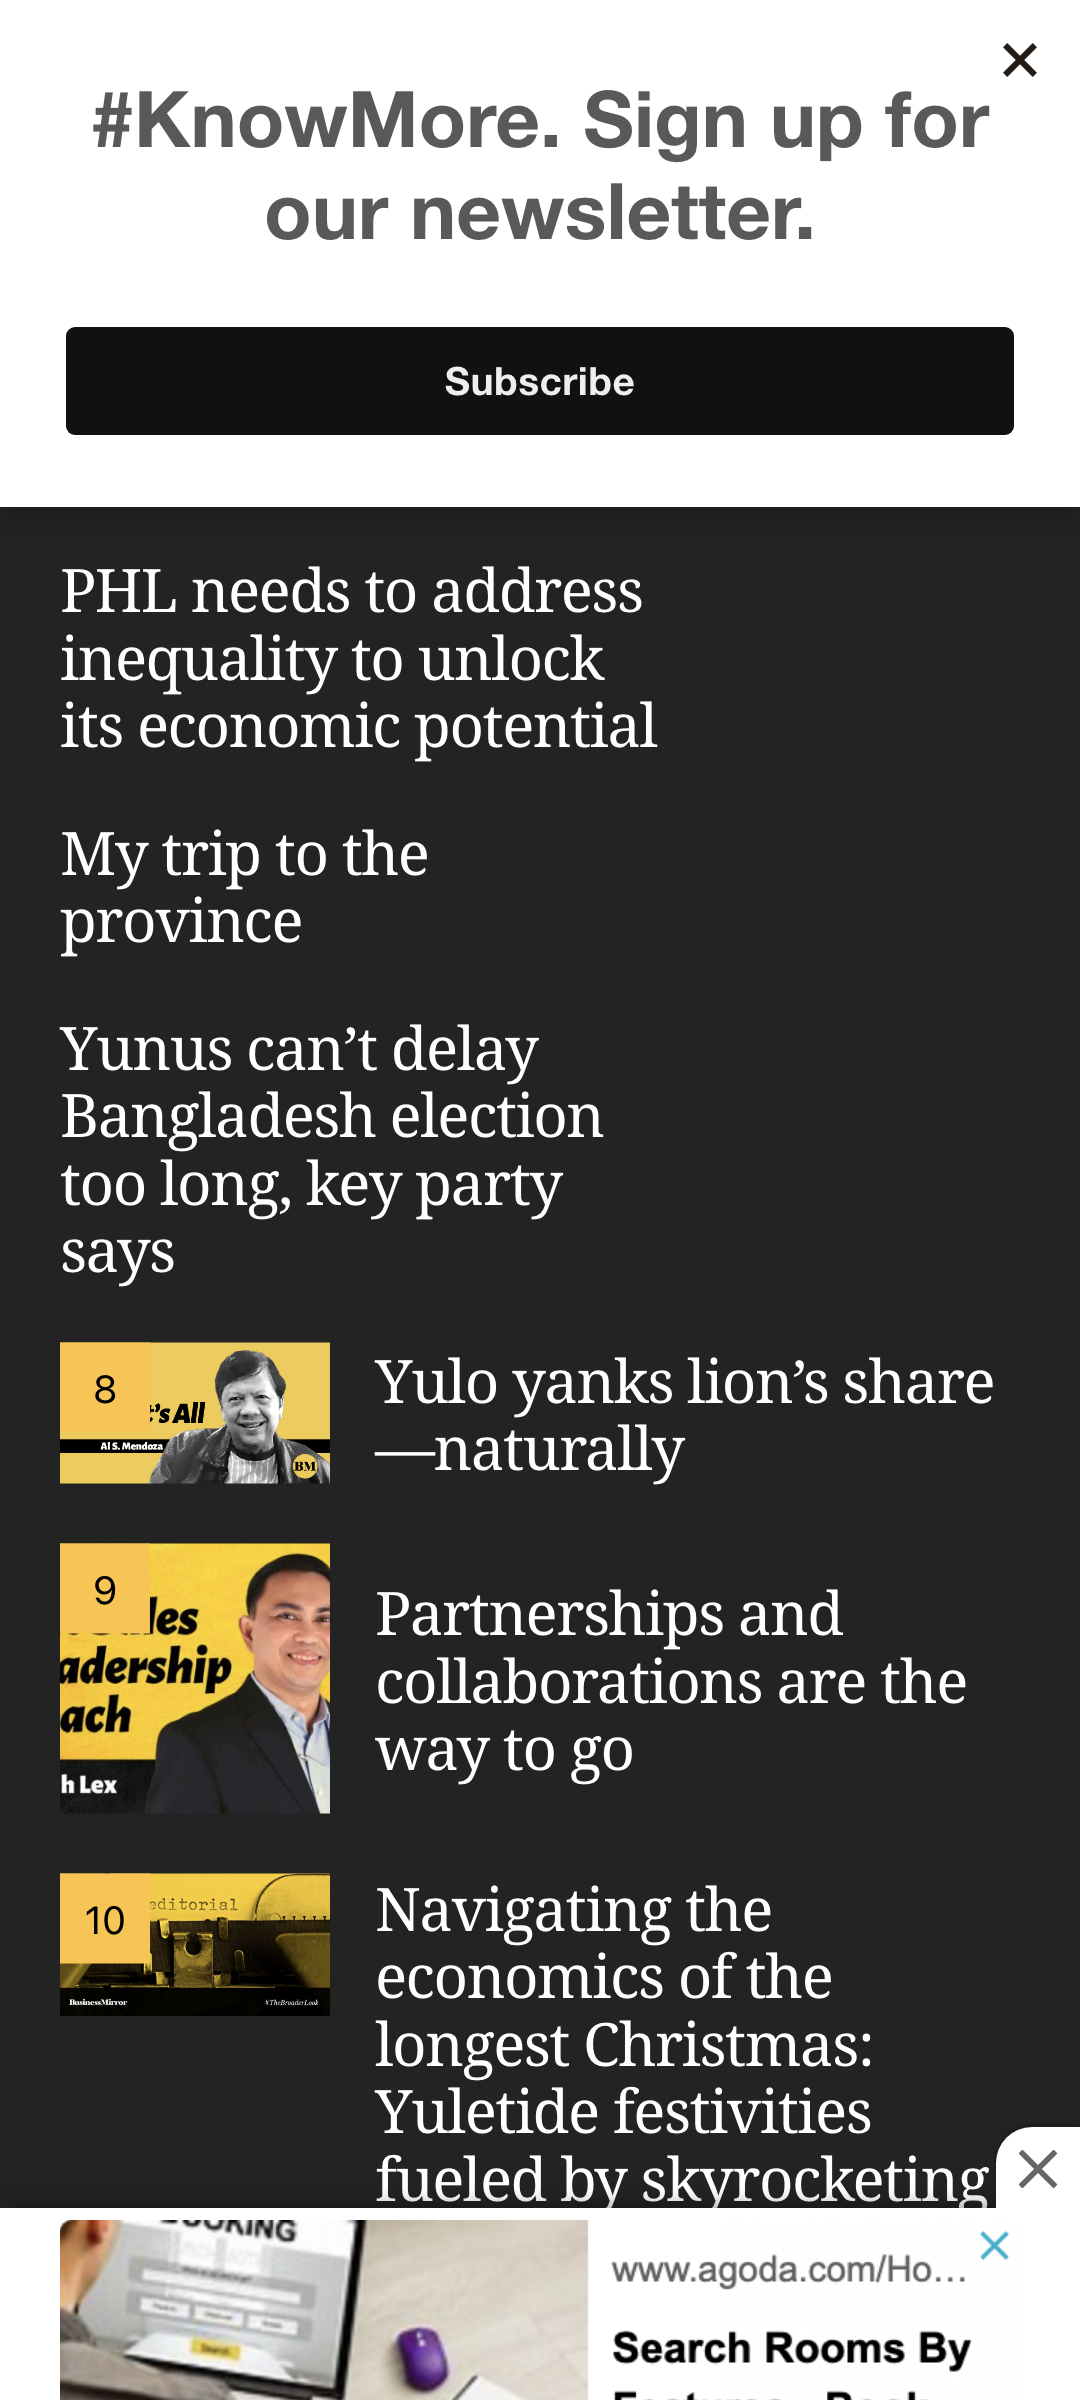 #KnowMore. Sign up for
our newsletter.
Subscribe
PHL needs to address
inequality to unlock
its economic potential
My trip to the
province
Yunus can’t delay
Bangladesh election
too long, key party
says
8
t’s All
Al S. Mendoza
BM
Yulo yanks lion’s share
—naturally
9
les
adership
ach
h Lex
Partnerships and
collaborations are the
way to go
10
editorial
BusinessMirror
#TheBroaderLook
Navigating the
economics of the
longest Christmas:
Yuletide festivities
fueled by skyrocketing
www.agoda.com/Ho...
Search Rooms By